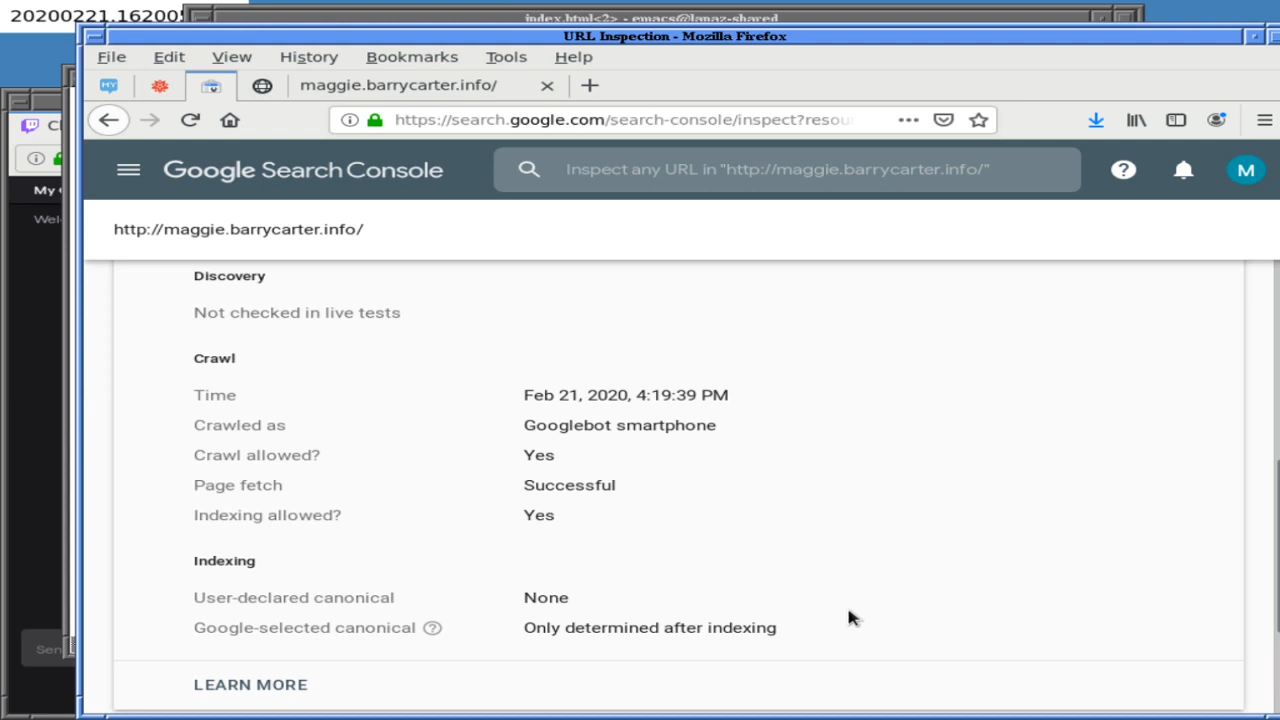 20200221.16200
index.html<2> - emacs@lanaz-shared
URL Inspection - Mozilla Firefox
File Edit View History Bookmarks Tools Help
maggie.barrycarter.info/
https://search.google.com/search-console/inspect?resou
Google Search Console
Inspect any URL in "http://maggie.barrycarter.info/"
M
My
Wel
http://maggie.barrycarter.info/
Discovery
Not checked in live tests
Crawl
Time Feb 21, 2020, 4:19:39 PM
Crawled as Googlebot smartphone
Crawl allowed? Yes
Page fetch Successful
Indexing allowed? Yes
Indexing
User-declared canonical None
Google-selected canonical Only determined after indexing
Sen
LEARN MORE